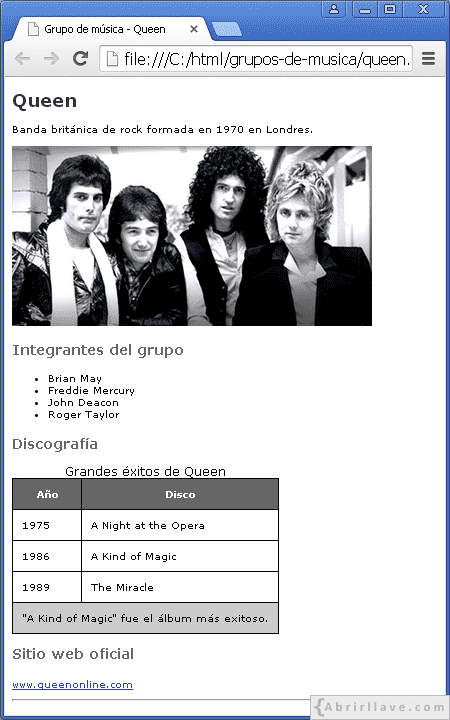 Grupo de música - Queen
file:///C:/html/grupos-de-musica/queen.
Queen
Banda británica de rock formada en 1970 en Londres.
Integrantes del grupo
Brian May
Freddie Mercury
John Deacon
Roger Taylor
Discografía
Grandes éxitos de Queen
Año Disco
1975 A Night at the Opera
1986 A Kind of Magic
1989 The Miracle
"A Kind of Magic" fue el álbum más exitoso.
Sitio web oficial
www.queenonline.com
{Abrirllave.com